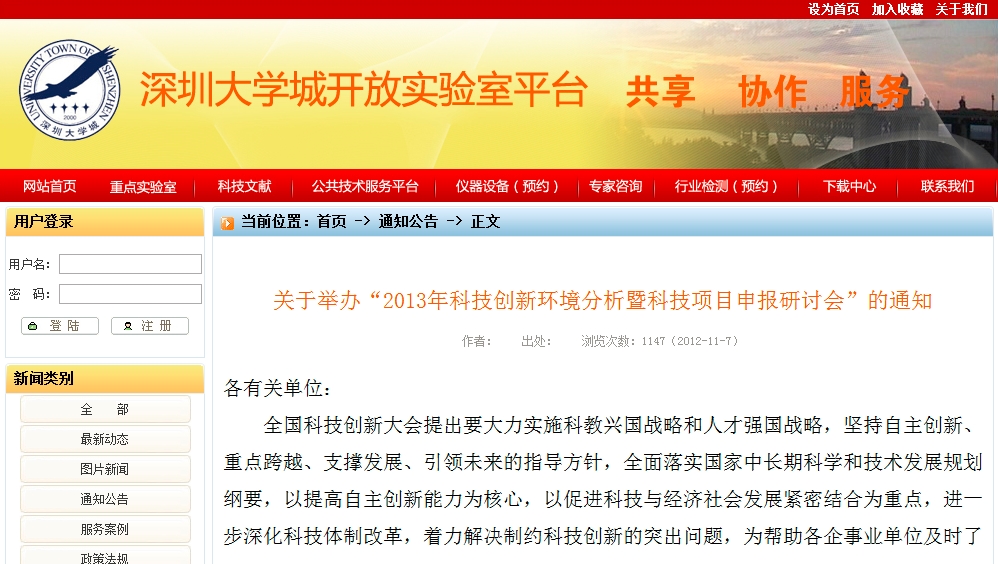 设为首页 加入收藏 关于我们
UNIVERSITY TOWN OF SHENZHEN
2000
深圳大学城
深圳大学城开放实验室平台 共享 协作 服务
网站首页 重点实验室 科技文献 公共技术服务平台 仪器设备（预约） 专家咨询 行业检测（预约） 下载中心 联系我们
用户登录
用户名：
密 码：
登 陆 注 册
新闻类别
全 部
最新动态
图片新闻
通知公告
服务案例
政策法规
当前位置：首页 -> 通知公告 -> 正文
关于举办“2013年科技创新环境分析暨科技项目申报研讨会”的通知
作者： 出处： 浏览次数：1147（2012-11-7）
各有关单位：
全国科技创新大会提出要大力实施科教兴国战略和人才强国战略，坚持自主创新、
重点跨越、支撑发展、引领未来的指导方针，全面落实国家中长期科学和技术发展规划
纲要，以提高自主创新能力为核心，以促进科技与经济社会发展紧密结合为重点，进一
步深化科技体制改革，着力解决制约科技创新的突出问题，为帮助各企事业单位及时了